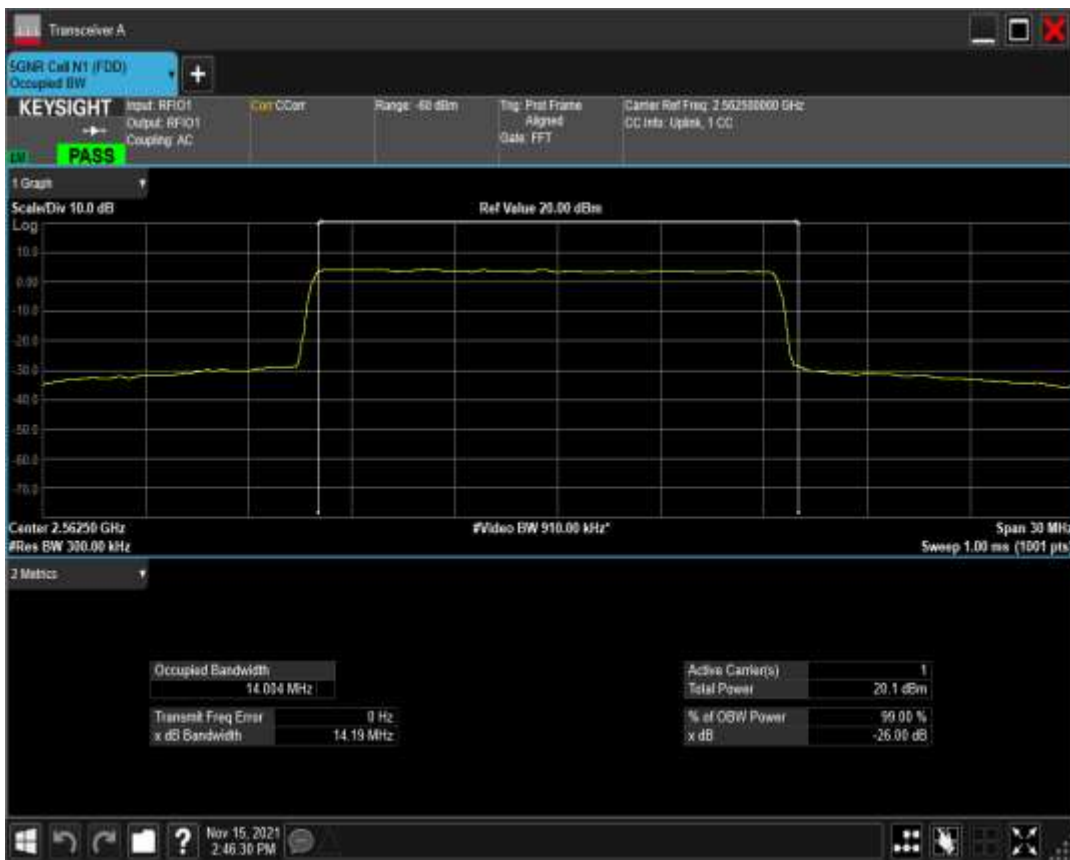 Transceiver A
5GNR Cell N1 (FDD)
Occupied BW
+
KEYSIGHT
Input: RFIO1
Output: RFIO1
Coupling: AC
Corr CCorr
Range: -60 dBm
Trig: Prot Frame
Aligned
Gate: FFT
Carrier Ref Freq: 2.562500000 GHz
CC Info: Uplink, 1 CC
PASS
1 Graph
Scale/Div 10.0 dB
Ref Value 20.00 dBm
Log
10.0
0.00
-10.0
-20.0
-30.0
-40.0
-50.0
-60.0
-70.0
Center 2.56250 GHz
#Video BW 910.00 kHz*
Span 30 MHz
#Res BW 300.00 kHz
Sweep 1.00 ms (1001 pts)
2 Metrics
Occupied Bandwidth
14.004 MHz
Transmit Freq Error 0 Hz
x dB Bandwidth 14.19 MHz
Active Carrier(s) 1
Total Power 20.1 dBm
% of OBW Power 99.00 %
x dB -26.00 dB
?
Nov 15, 2021
2:46:30 PM